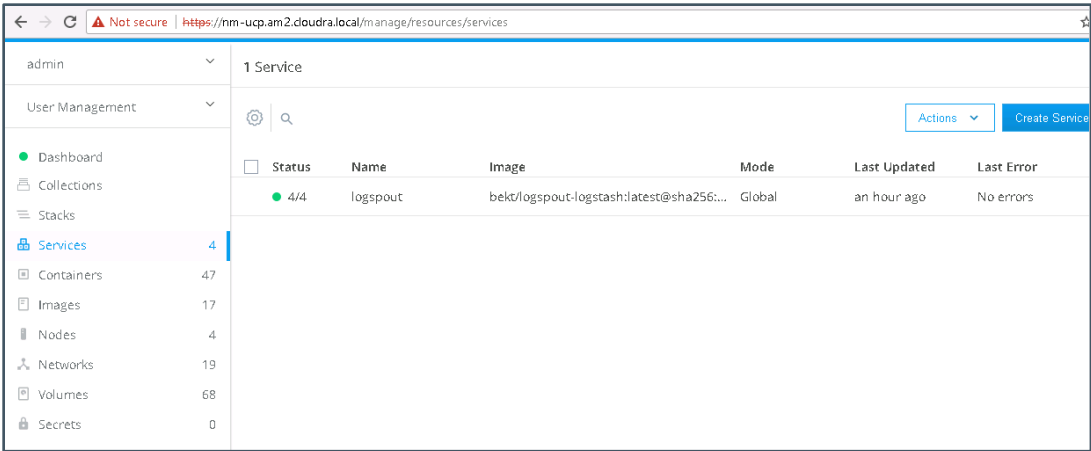 Not secure | https://nm-ucp.am2.cloudra.local/manage/resources/services
admin
User Management
Dashboard
Collections
Stacks
Services 4
Containers 47
Images 17
Nodes 4
Networks 19
Volumes 68
Secrets 0
1 Service
Actions Create Service
Status Name Image Mode Last Updated Last Error
4/4 logspout bekt/logspout-logstash:latest@sha256:... Global an hour ago No errors